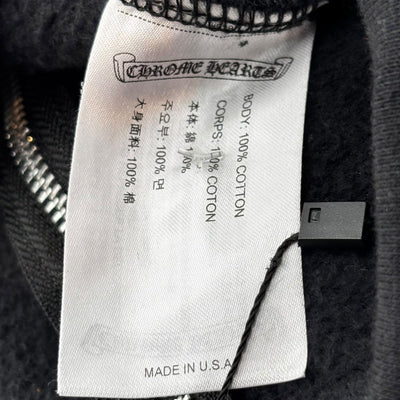 CHROME HEARTS
BODY: 100% COTTON
CORPS: 100% COTON
本体: 綿 100%
주요부: 100% 면
大身面料: 100% 棉
MADE IN U.S.A